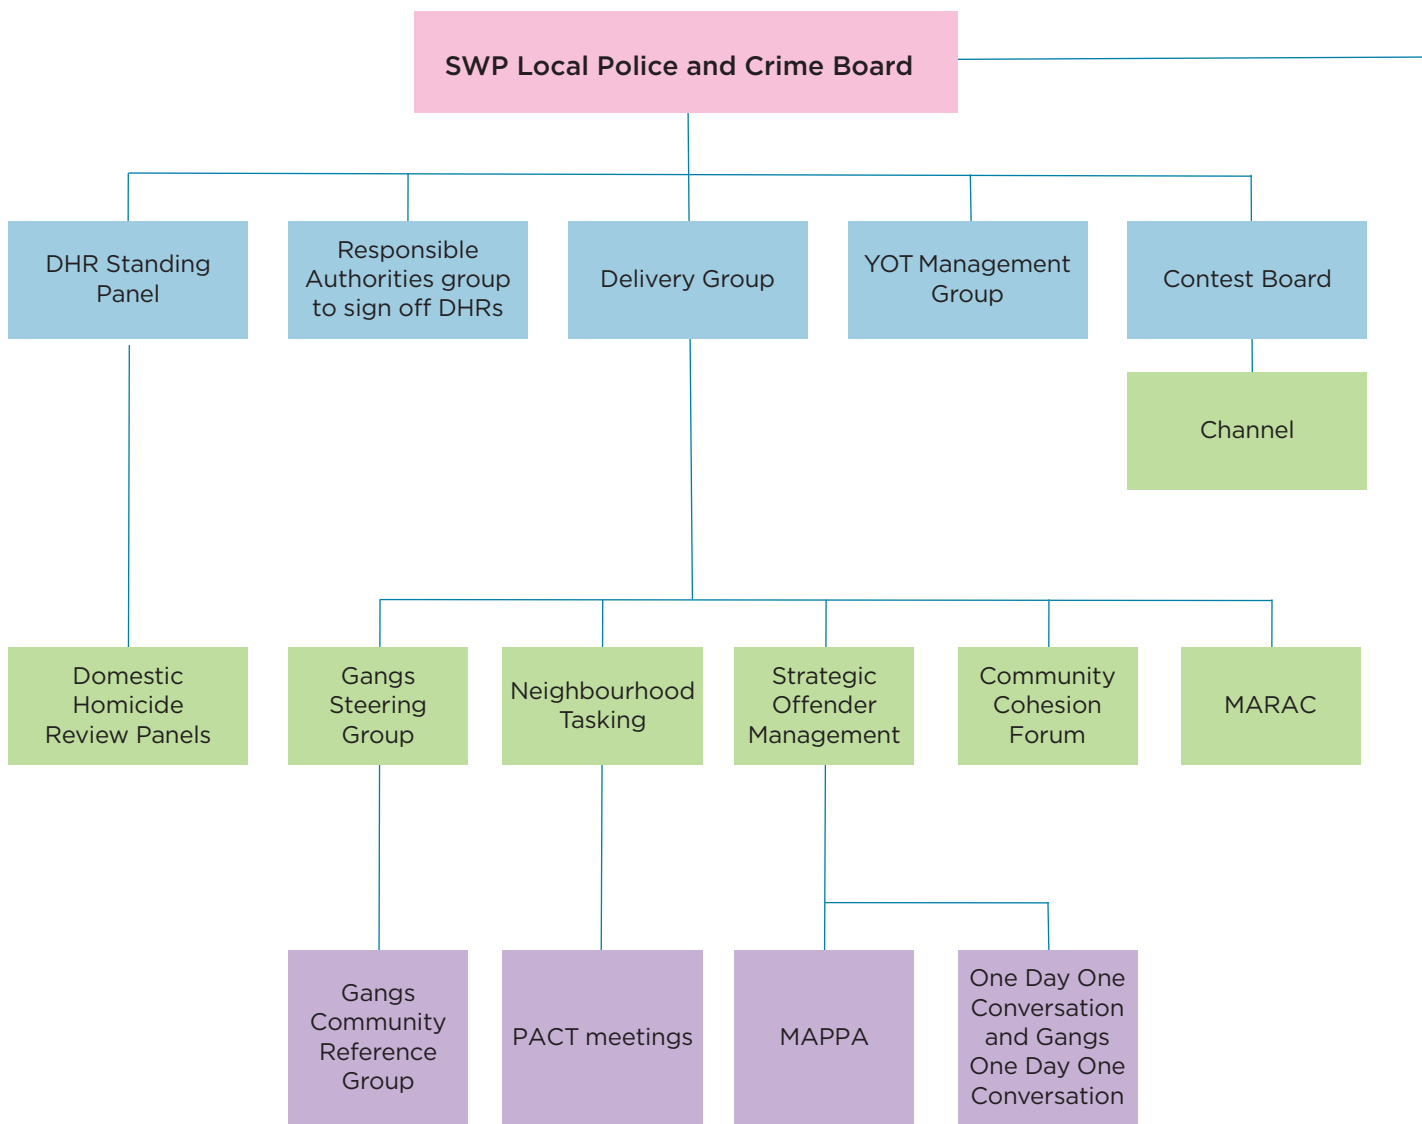 SWP Local Police and Crime Board
DHR Standing
Panel
Responsible
Authorities group
to sign off DHRs
Delivery Group
YOT Management
Group
Contest Board
Channel
Domestic
Homicide
Review Panels
Gangs
Steering
Group
Neighbourhood
Tasking
Strategic
Offender
Management
Community
Cohesion
Forum
MARAC
Gangs
Community
Reference
Group
PACT meetings
MAPPA
One Day One
Conversation
and Gangs
One Day One
Conversation